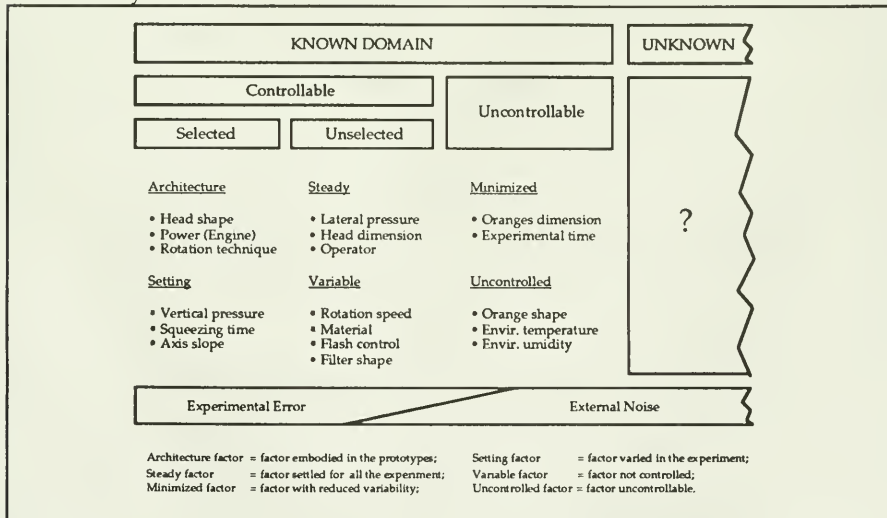 KNOWN DOMAIN UNKNOWN
Controllable
Uncontrollable
Selected Unselected
Architecture Steady Minimized
• Head shape • Lateral pressure • Oranges dimension
• Power (Engine) • Head dimension • Experimental time
• Rotation technique • Operator
?
Setting Variable Uncontrolled
• Vertical pressure • Rotation speed • Orange shape
• Squeezing time • Material • Envir. temperature
• Axis slope • Flash control • Envir. umidity
• Filter shape
Experimental Error External Noise
Architecture factor = factor embodied in the prototypes; Setting factor = factor varied in the experiment;
Steady factor = factor settled for all the experiment; Variable factor = factor not controlled;
Minimized factor = factor with reduced variability; Uncontrolled factor = factor uncontrollable.